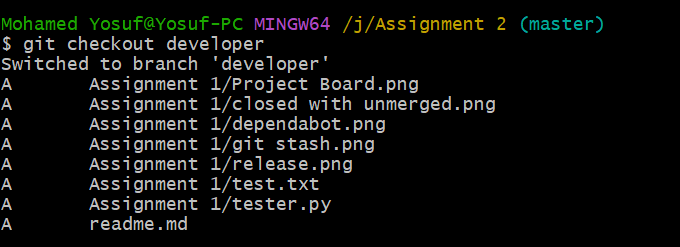 Mohamed Yosuf@Yosuf-PC MINGW64 /j/Assignment 2 (master)
$ git checkout developer
Switched to branch 'developer'
A       Assignment 1/Project Board.png
A       Assignment 1/closed with unmerged.png
A       Assignment 1/dependabot.png
A       Assignment 1/git stash.png
A       Assignment 1/release.png
A       Assignment 1/test.txt
A       Assignment 1/tester.py
A       readme.md